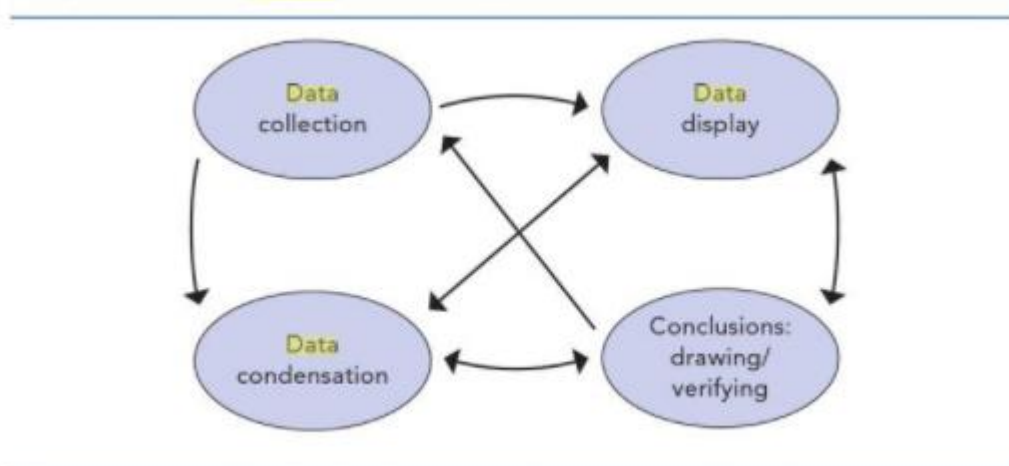 Data
collection
Data
display
Data
condensation
Conclusions:
drawing/
verifying